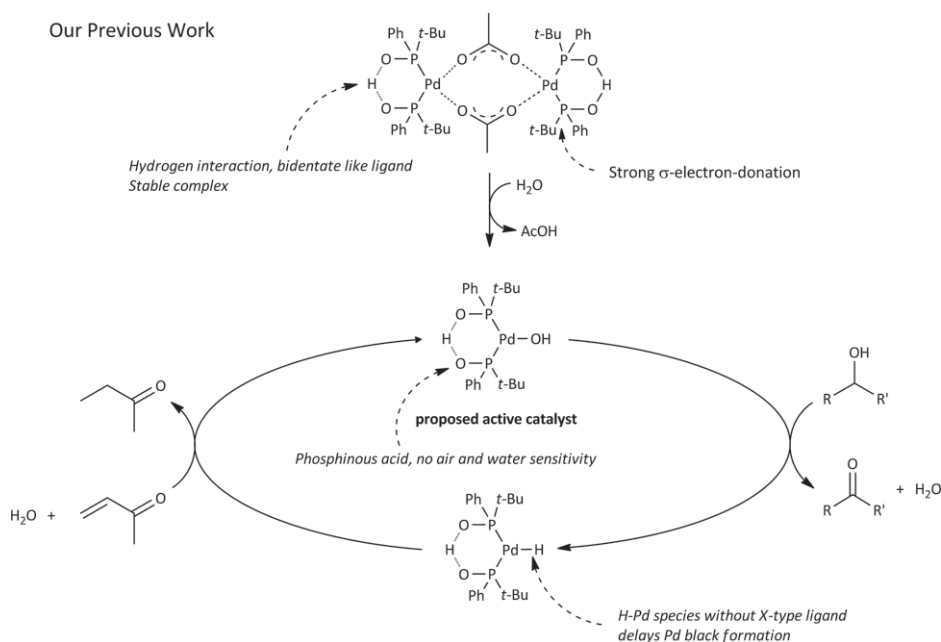 Our Previous Work
Ph t-Bu t-Bu Ph
O P O O P O
H Pd Pd H
O P O O P O
Ph t-Bu t-Bu Ph
Hydrogen interaction, bidentate like ligand
Stable complex
Strong σ-electron-donation
H₂O
AcOH
Ph t-Bu
O P
H Pd OH
O P
Ph t-Bu
proposed active catalyst
Phosphinous acid, no air and water sensitivity
OH
R R'
O
R R' + H₂O
O
H₂O + O
Ph t-Bu
O P
H Pd H
O P
Ph t-Bu
H-Pd species without X-type ligand
delays Pd black formation